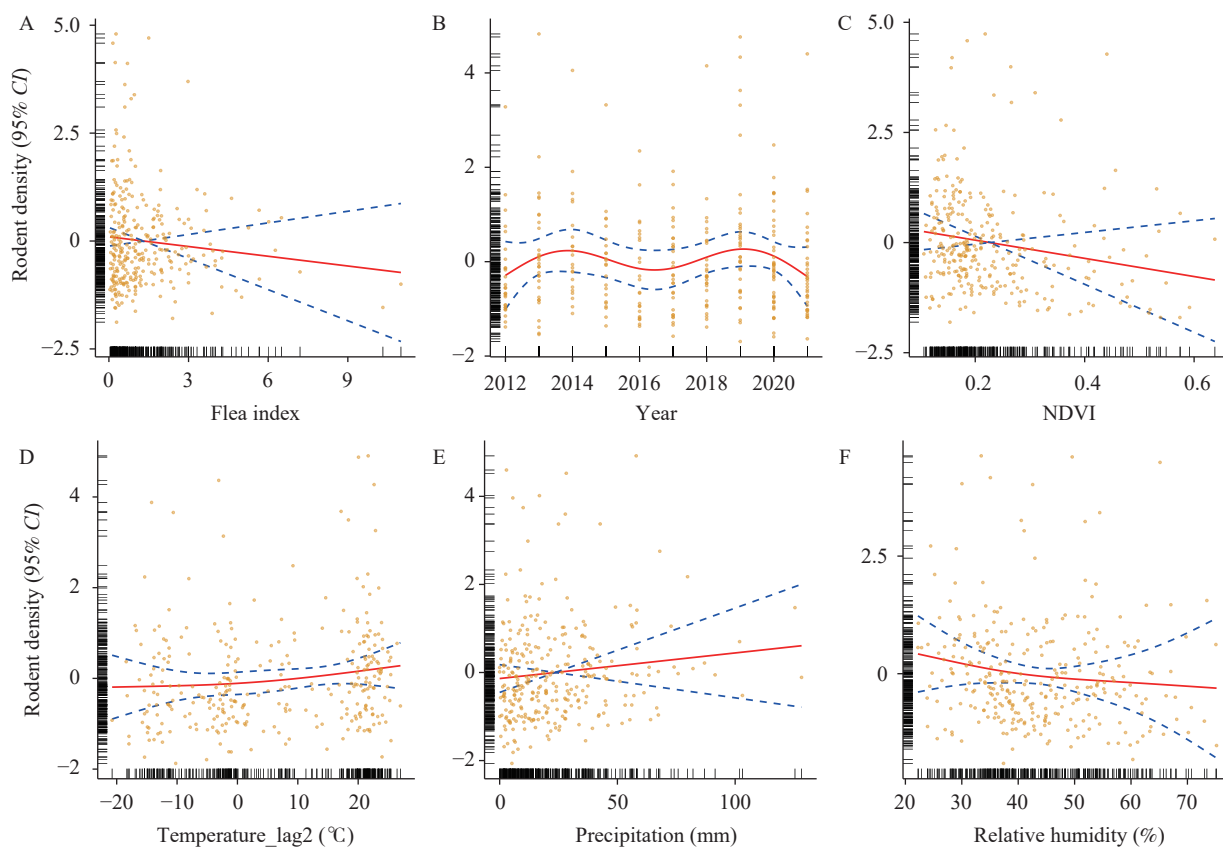 A
B
C
Rodent density (95% CI)
5.0
2.5
0
−2.5
4
2
0
−2
5.0
2.5
0
−2.5
0 3 6 9
2012 2014 2016 2018 2020
0.2 0.4 0.6
Flea index
Year
NDVI
D
E
F
Rodent density (95% CI)
4
2
0
−2
4
2
0
−2
2.5
0
−20 −10 0 10 20
0 50 100
20 30 40 50 60 70
Temperature_lag2 (℃)
Precipitation (mm)
Relative humidity (%)